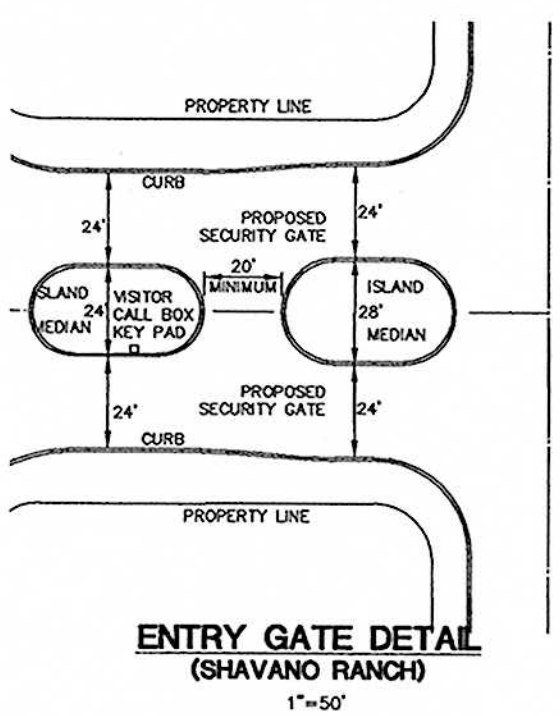 PROPERTY LINE
CURB
24'
PROPOSED
SECURITY GATE
24'
20'
MINIMUM
SLAND
MEDIAN
24'
VISITOR
CALL BOX
KEY PAD
ISLAND
28'
MEDIAN
24'
PROPOSED
SECURITY GATE
24'
CURB
PROPERTY LINE
ENTRY GATE DETAIL
(SHAVANO RANCH)
1"=50'